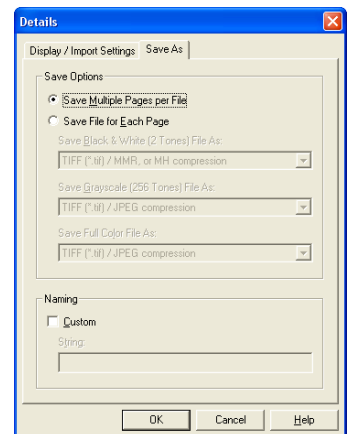 Details
Display / Import Settings Save As
Save Options
Save Multiple Pages per File
Save File for Each Page
Save Black & White (2 Tones) File As:
TIFF (*.tif) / MMR, or MH compression
Save Grayscale (256 Tones) File As:
TIFF (*.tif) / JPEG compression
Save Full Color File As:
TIFF (*.tif) / JPEG compression
Naming
Custom
String:
OK Cancel Help